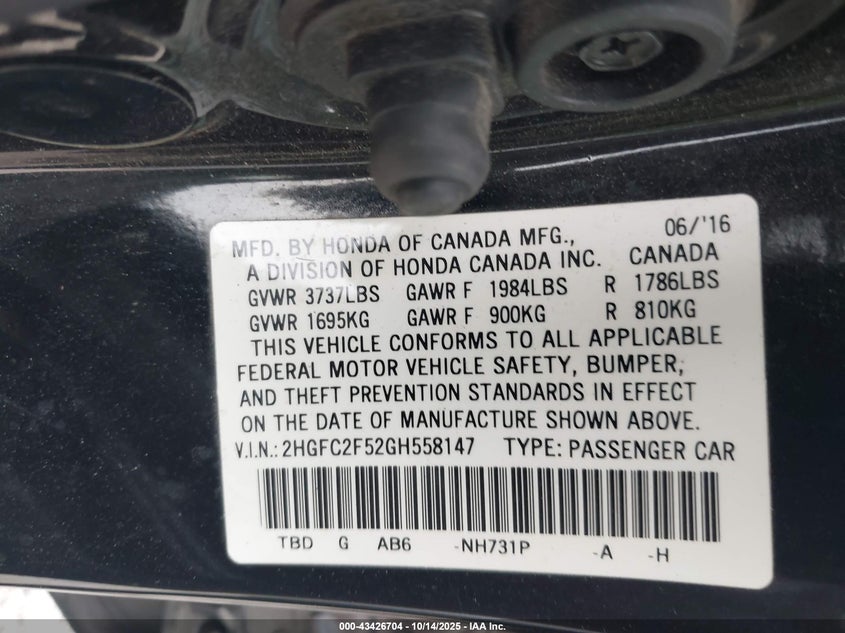 06/'16
MFD. BY HONDA OF CANADA MFG.,
A DIVISION OF HONDA CANADA INC. CANADA
GVWR 3737LBS GAWR F 1984LBS R 1786LBS
GVWR 1695KG GAWR F 900KG R 810KG
THIS VEHICLE CONFORMS TO ALL APPLICABLE
FEDERAL MOTOR VEHICLE SAFETY, BUMPER,
AND THEFT PREVENTION STANDARDS IN EFFECT
ON THE DATE OF MANUFACTURE SHOWN ABOVE.
V.I.N.: 2HGFC2F52GH558147 TYPE: PASSENGER CAR
TBD G AB6 -NH731P -A -H
000-43426704 | 10/14/2025 | IAA Inc.